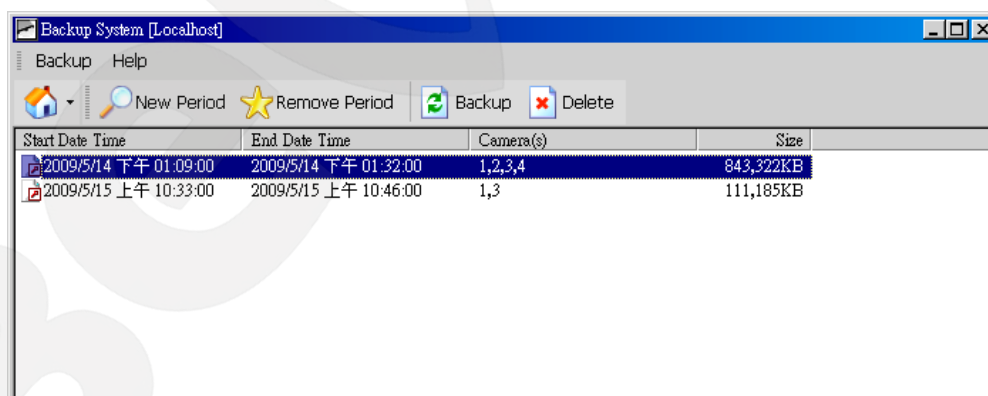 Backup System [Localhost]
Backup Help
New Period Remove Period Backup Delete
Start Date Time End Date Time Camera(s) Size
2009/5/14 下午 01:09:00 2009/5/14 下午 01:32:00 1,2,3,4 843,322KB
2009/5/15 上午 10:33:00 2009/5/15 上午 10:46:00 1,3 111,185KB